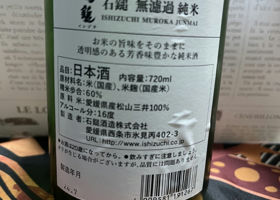 石鎚 無濾過 純米
ISHIZUCHI MUROKA JUNMAI
お米の旨味をそのままに
透明感のある芳香味豊かな純米酒
日本酒 内容量:720ml
原材料名:米(国産)、米麹(国産米)
精米歩合:60%
原料米:愛媛県産松山三井100%
アルコール分:16度
製造者:石鎚酒造株式会社
愛媛県西条市氷見丙402-3
URL:http://www.ishizuchi.co.jp
製造年月